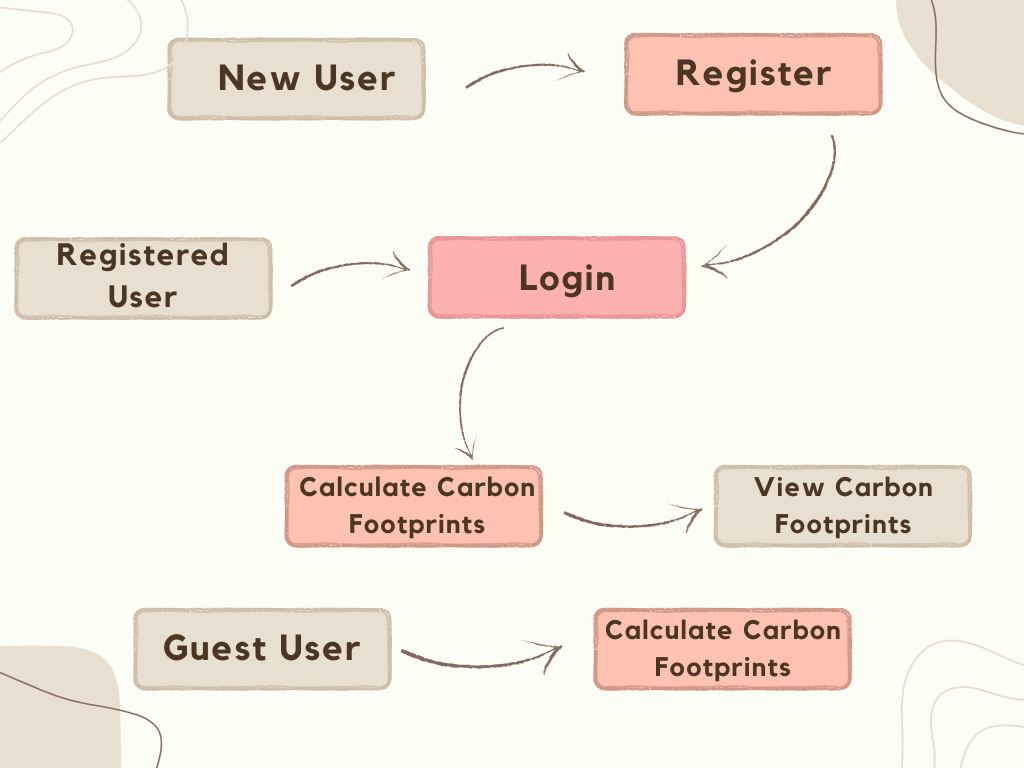 New User
Register
Registered
User
Login
Calculate Carbon
Footprints
View Carbon
Footprints
Guest User
Calculate Carbon
Footprints